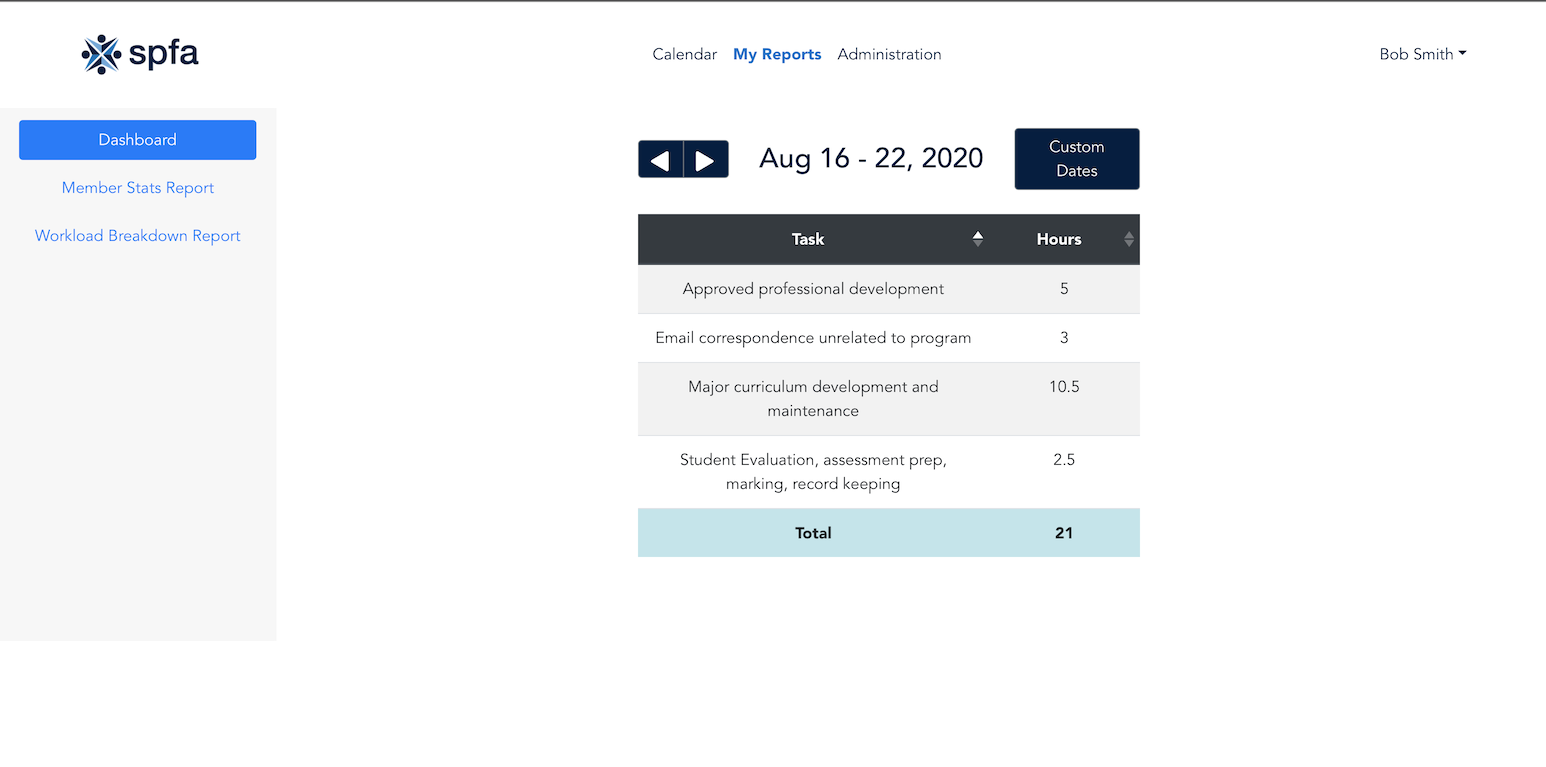 spfa
Calendar My Reports Administration
Bob Smith
Dashboard
Member Stats Report
Workload Breakdown Report
Aug 16 - 22, 2020
Custom
Dates
Task Hours
Approved professional development 5
Email correspondence unrelated to program 3
Major curriculum development and 10.5
maintenance
Student Evaluation, assessment prep, 2.5
marking, record keeping
Total 21